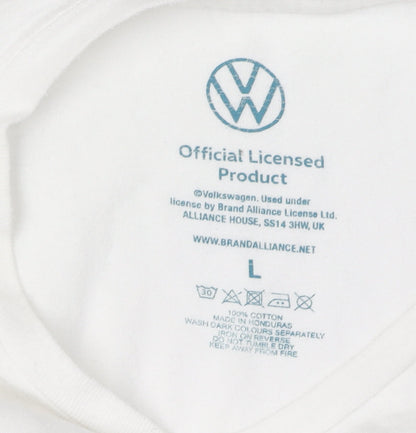 Official Licensed
Product
©Volkswagen. Used under
license by Brand Alliance License Ltd.
ALLIANCE HOUSE, SS14 3HW, UK
WWW.BRANDALLIANCE.NET
L
30
100% COTTON
MADE IN HONDURAS
WASH DARK COLOURS SEPARATELY
IRON ON REVERSE
DO NOT TUMBLE DRY
KEEP AWAY FROM FIRE